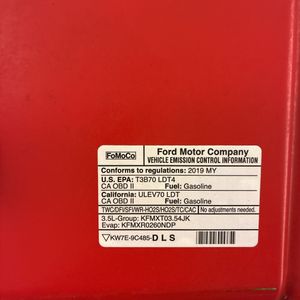 FoMoCo
Ford Motor Company
VEHICLE EMISSION CONTROL INFORMATION
Conforms to regulations: 2019 MY
U.S. EPA: T3B70 LDT4
CA OBD II Fuel: Gasoline
California: ULEV70 LDT
CA OBD II Fuel: Gasoline
TWC/DFI/SFI/WR-HO2S/HO2S/TC/CAC No adjustments needed.
3.5L-Group: KFMXT03.54JK
Evap: KFMXR0260NDP
KW7E-9C485-DLS